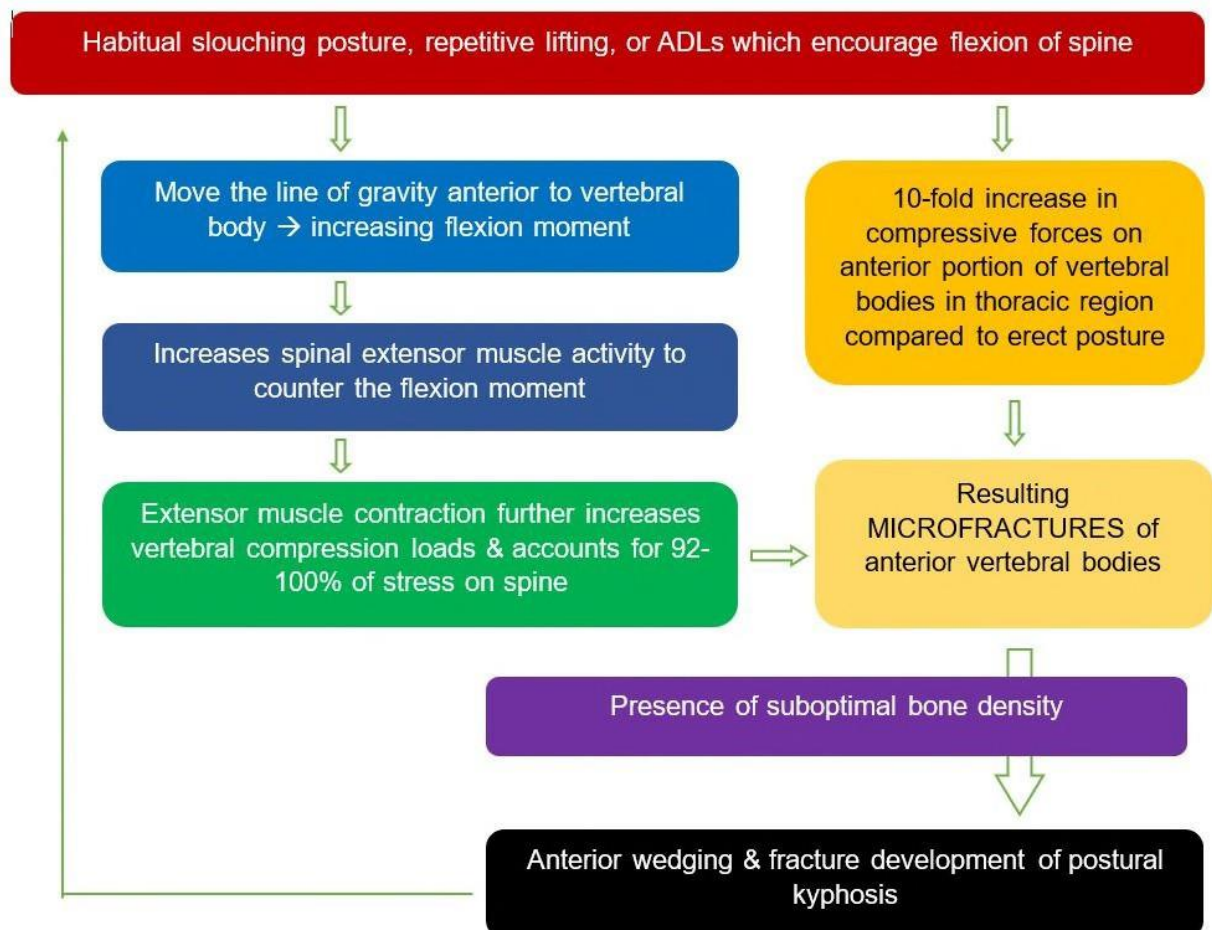 Habitual slouching posture, repetitive lifting, or ADLs which encourage flexion of spine
Move the line of gravity anterior to vertebral
body → increasing flexion moment
Increases spinal extensor muscle activity to
counter the flexion moment
Extensor muscle contraction further increases
vertebral compression loads & accounts for 92-
100% of stress on spine
10-fold increase in
compressive forces on
anterior portion of vertebral
bodies in thoracic region
compared to erect posture
Resulting
MICROFRACTURES of
anterior vertebral bodies
Presence of suboptimal bone density
Anterior wedging & fracture development of postural
kyphosis